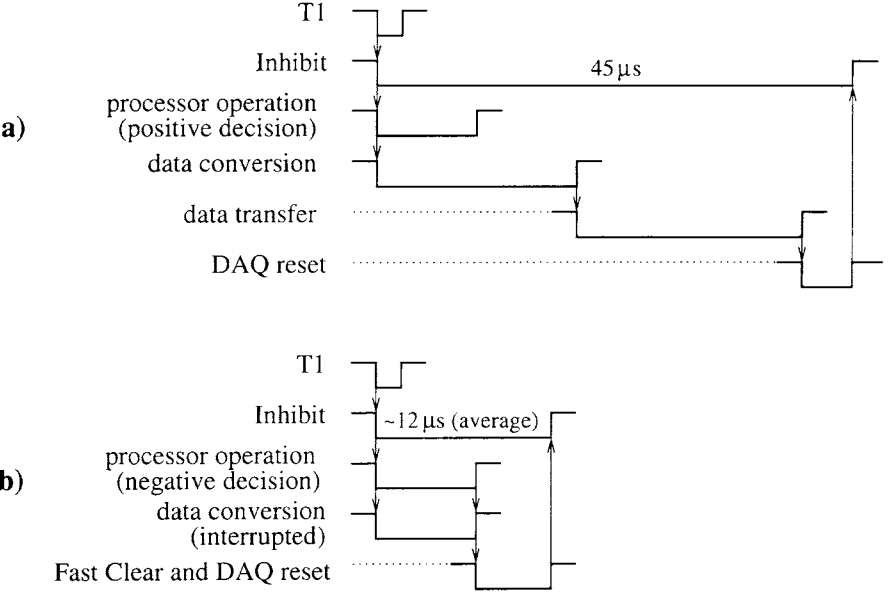 T1
Inhibit
45 μs
processor operation
a)
(positive decision)
data conversion
data transfer
DAQ reset
T1
Inhibit
~12 μs (average)
processor operation
b)
(negative decision)
data conversion
(interrupted)
Fast Clear and DAQ reset